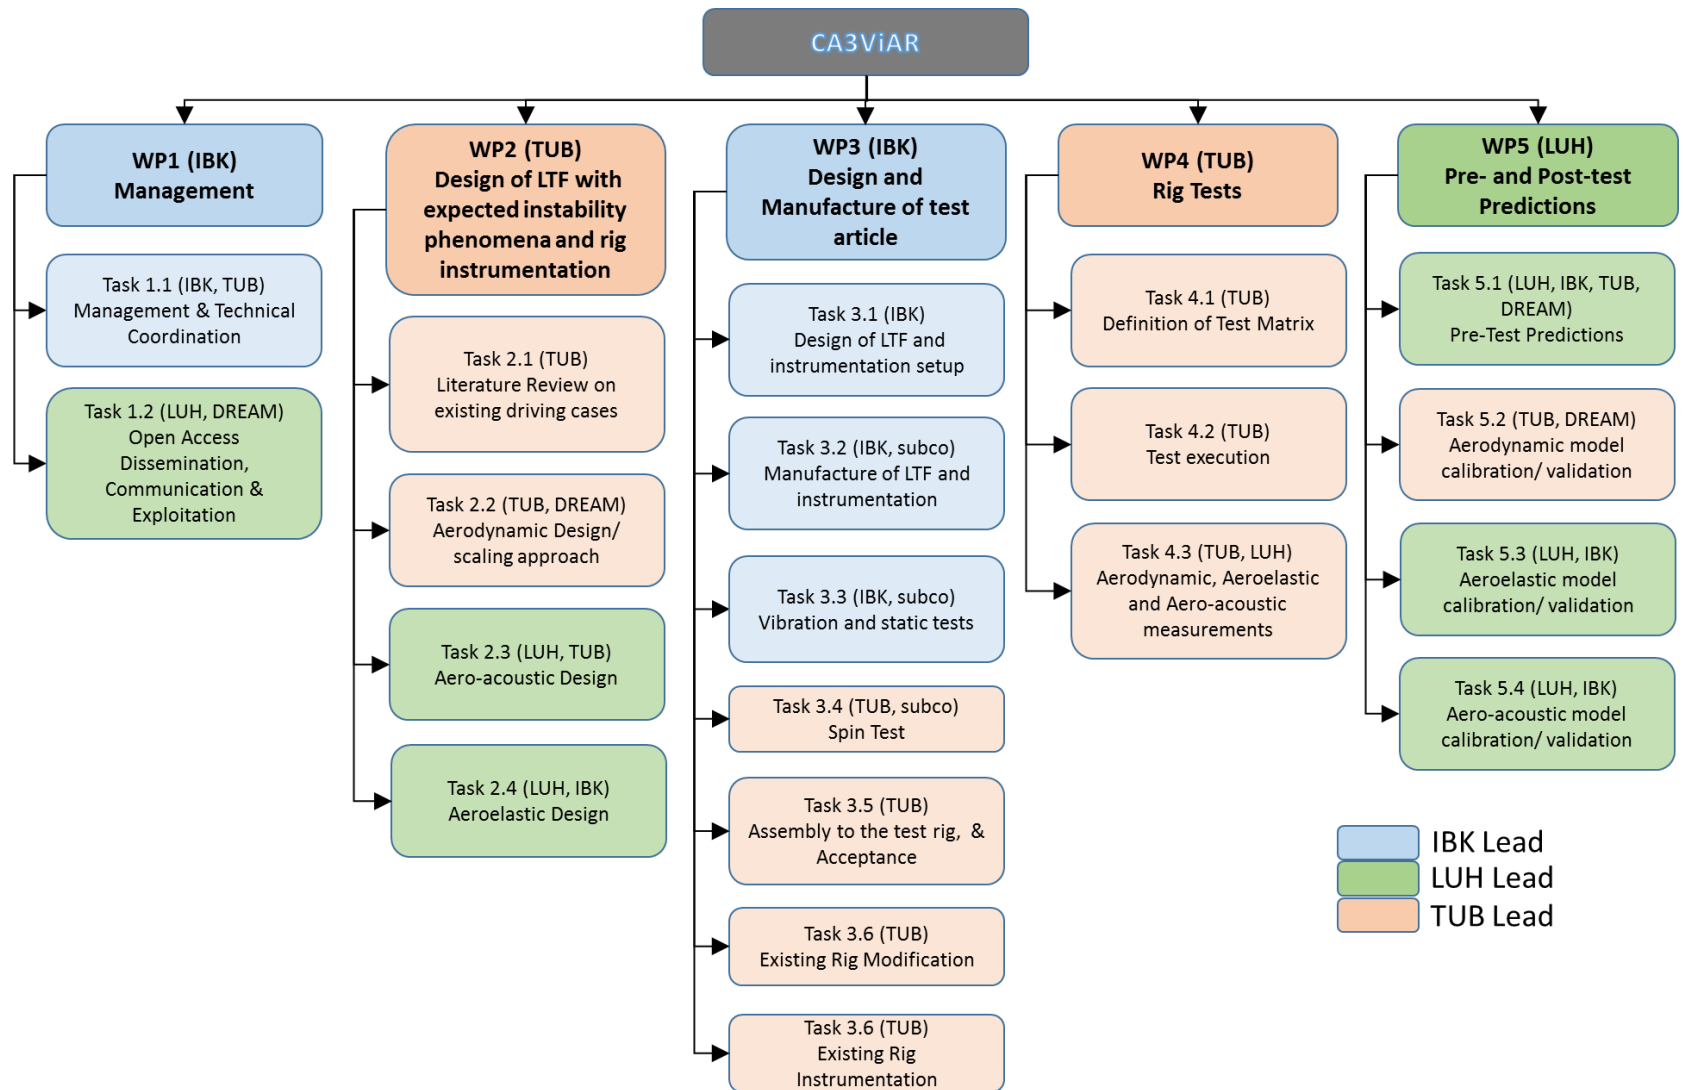 CA3ViAR
WP1 (IBK)
Management
Task 1.1 (IBK, TUB)
Management & Technical
Coordination
Task 1.2 (LUH, DREAM)
Open Access
Dissemination,
Communication &
Exploitation
WP2 (TUB)
Design of LTF with
expected instability
phenomena and rig
instrumentation
Task 2.1 (TUB)
Literature Review on
existing driving cases
Task 2.2 (TUB, DREAM)
Aerodynamic Design/
scaling approach
Task 2.3 (LUH, TUB)
Aero-acoustic Design
Task 2.4 (LUH, IBK)
Aeroelastic Design
WP3 (IBK)
Design and
Manufacture of test
article
Task 3.1 (IBK)
Design of LTF and
instrumentation setup
Task 3.2 (IBK, subco)
Manufacture of LTF and
instrumentation
Task 3.3 (IBK, subco)
Vibration and static tests
Task 3.4 (TUB, subco)
Spin Test
Task 3.5 (TUB)
Assembly to the test rig, &
Acceptance
Task 3.6 (TUB)
Existing Rig Modification
Task 3.6 (TUB)
Existing Rig
Instrumentation
WP4 (TUB)
Rig Tests
Task 4.1 (TUB)
Definition of Test Matrix
Task 4.2 (TUB)
Test execution
Task 4.3 (TUB, LUH)
Aerodynamic, Aeroelastic
and Aero-acoustic
measurements
WP5 (LUH)
Pre- and Post-test
Predictions
Task 5.1 (LUH, IBK, TUB,
DREAM)
Pre-Test Predictions
Task 5.2 (TUB, DREAM)
Aerodynamic model
calibration/ validation
Task 5.3 (LUH, IBK)
Aeroelastic model
calibration/ validation
Task 5.4 (LUH, IBK)
Aero-acoustic model
calibration/ validation
IBK Lead
LUH Lead
TUB Lead